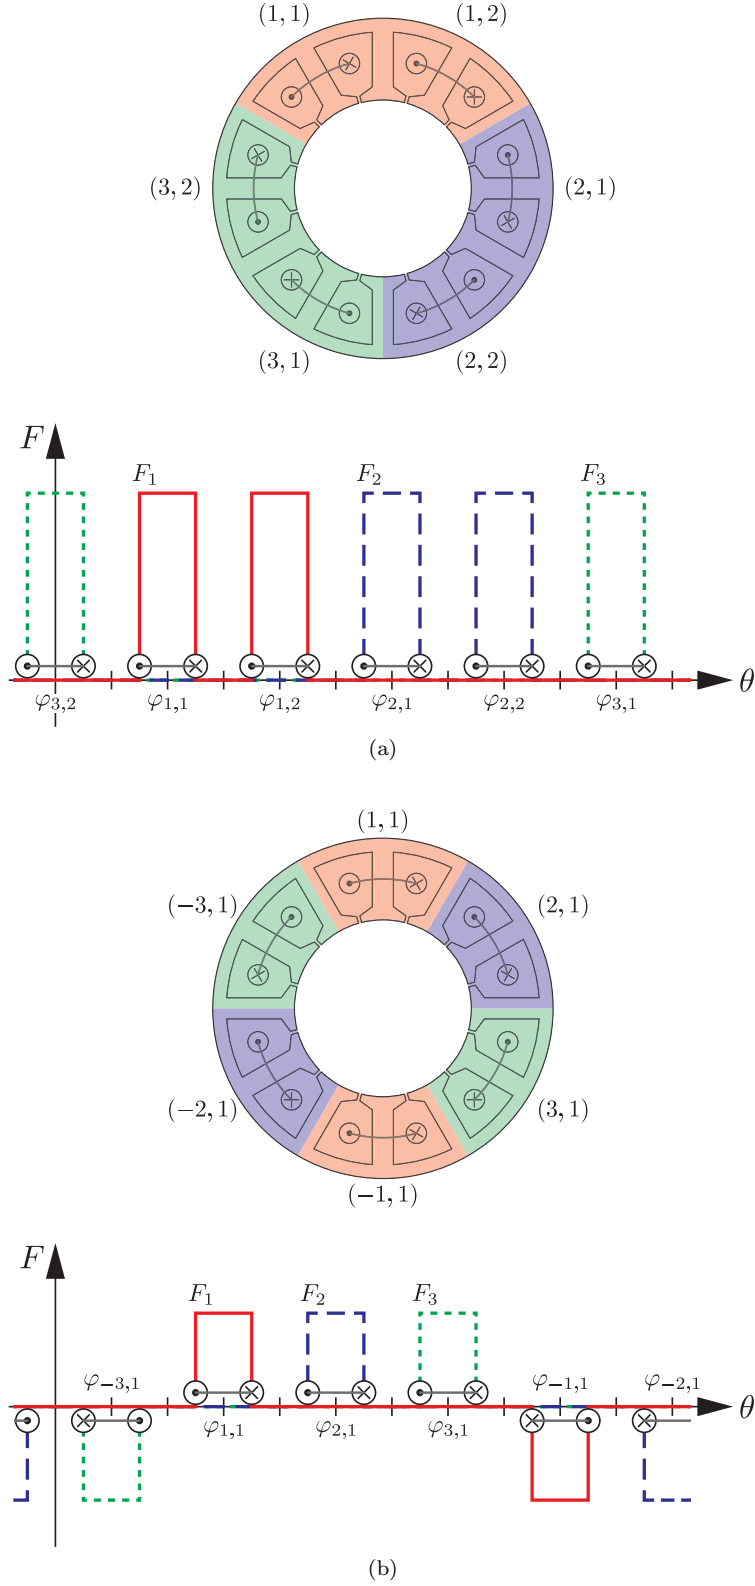 (1, 1) (1, 2)
(3, 2) (2, 1)
(3, 1) (2, 2)
F
F₁ F₂ F₃
θ
φ₃,₂ φ₁,₁ φ₁,₂ φ₂,₁ φ₂,₂ φ₃,₁
(a)
(1, 1)
(−3, 1) (2, 1)
(−2, 1) (3, 1)
(−1, 1)
F
F₁ F₂ F₃
φ₋₃,₁ φ₋₁,₁ φ₋₂,₁
θ
φ₁,₁ φ₂,₁ φ₃,₁
(b)